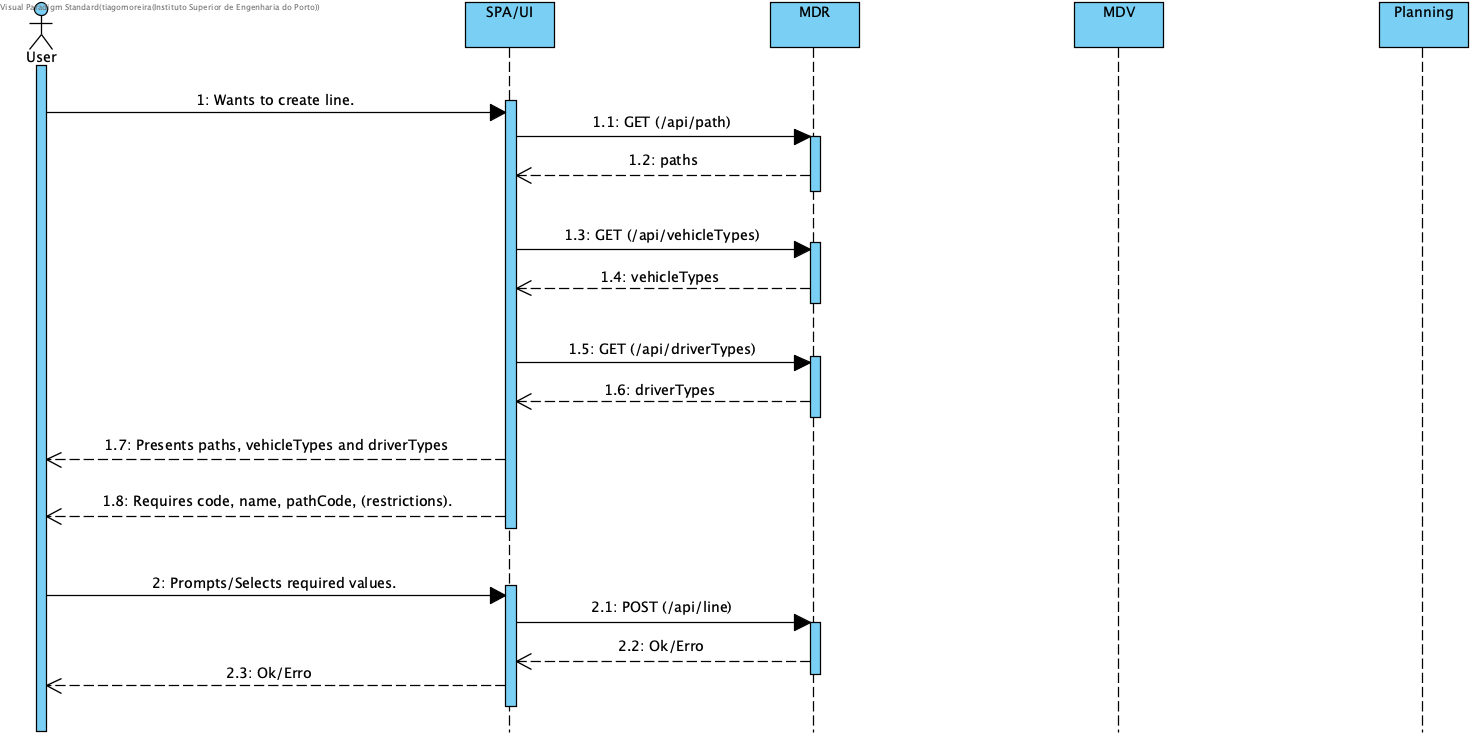 Visual Paradigm Standard(tiagomoreira(Instituto Superior de Engenharia do Porto))
User
SPA/UI
MDR
MDV
Planning
1: Wants to create line.
1.1: GET (/api/path)
1.2: paths
1.3: GET (/api/vehicleTypes)
1.4: vehicleTypes
1.5: GET (/api/driverTypes)
1.6: driverTypes
1.7: Presents paths, vehicleTypes and driverTypes
1.8: Requires code, name, pathCode, (restrictions).
2: Prompts/Selects required values.
2.1: POST (/api/line)
2.2: Ok/Erro
2.3: Ok/Erro